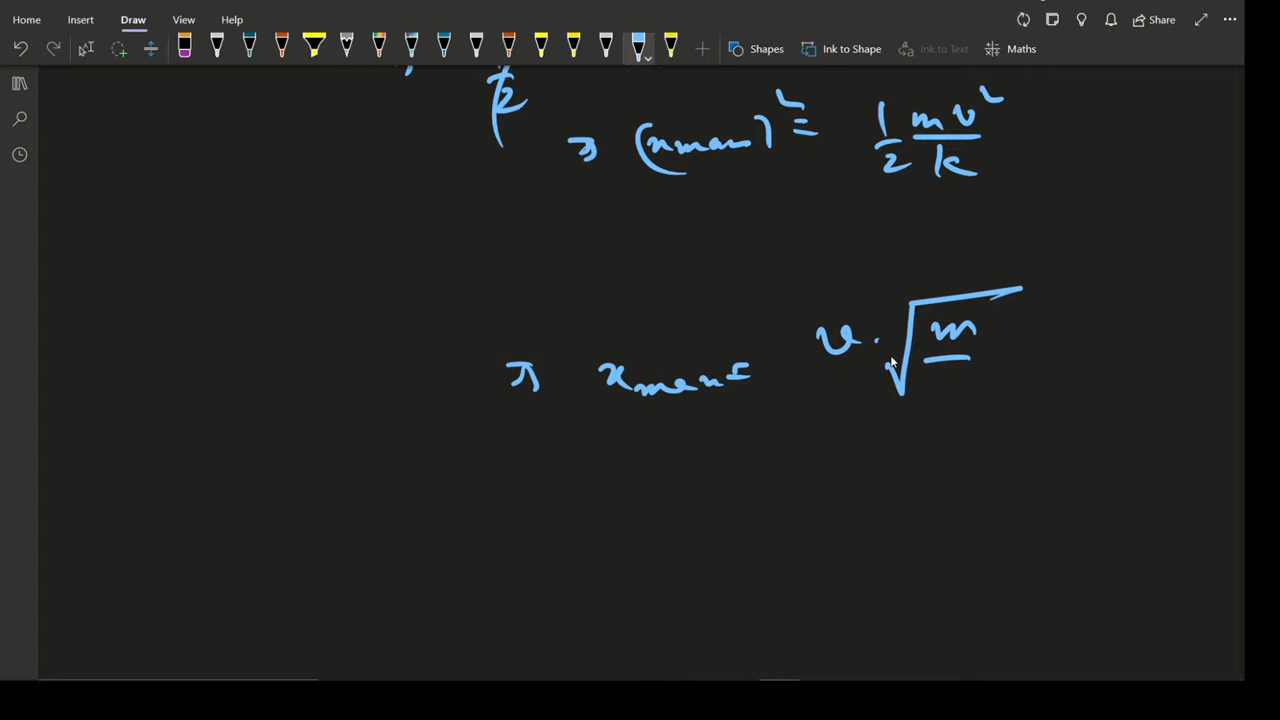 Home Insert Draw View Help Share
Shapes Ink to Shape Ink to Text Maths
2
⇒ (xmax)² = 1/2 mv²/k
⇒ xmax = v · √m